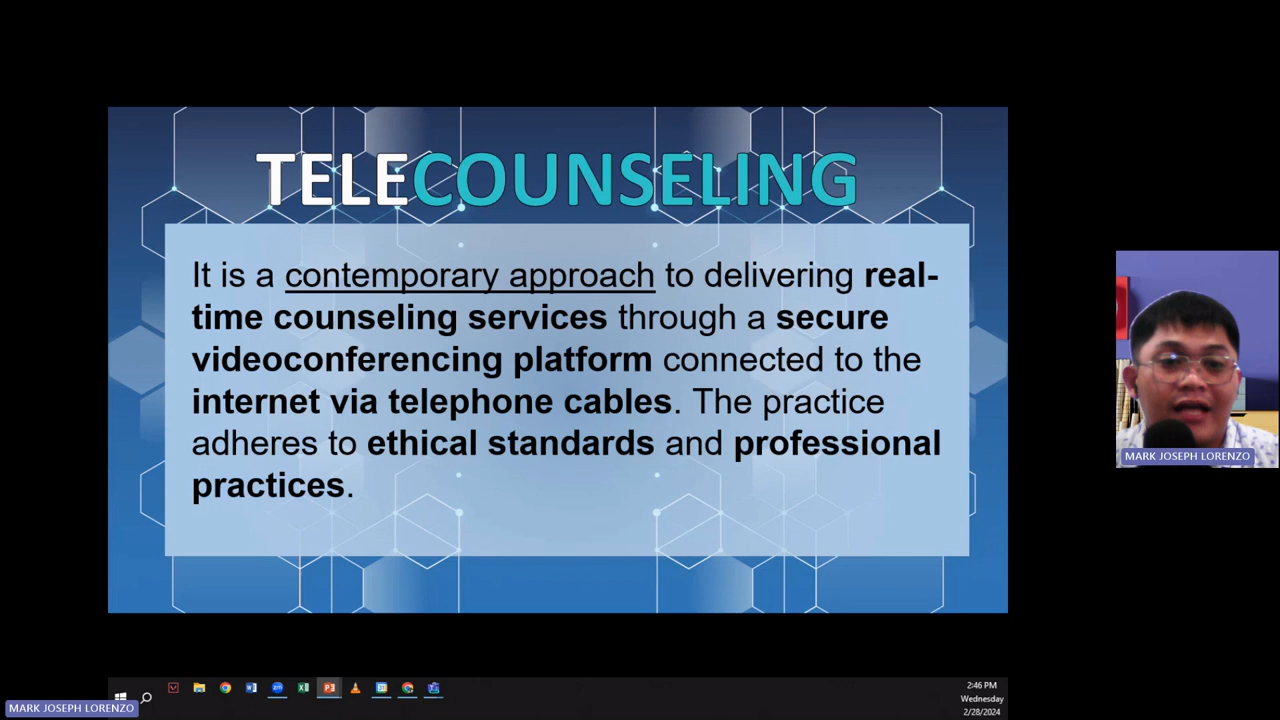 TELECOUNSELING
It is a contemporary approach to delivering real-
time counseling services through a secure
videoconferencing platform connected to the
internet via telephone cables. The practice
adheres to ethical standards and professional
practices.
MARK JOSEPH LORENZO
2:46 PM
Wednesday
2/28/2024
MARK JOSEPH LORENZO